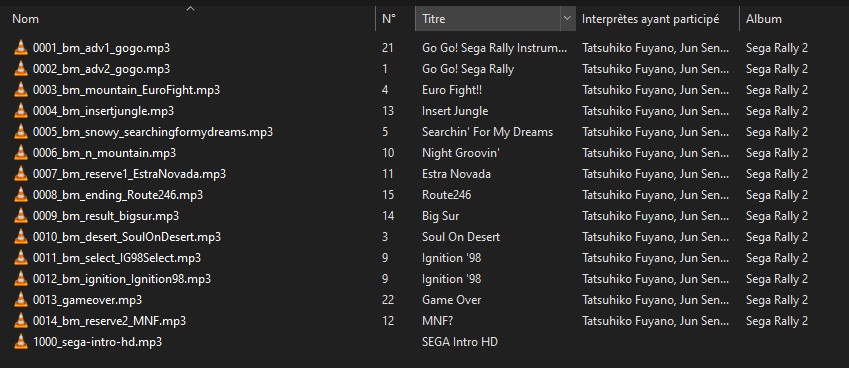 Nom N° Titre Interprètes ayant participé Album
0001_bm_adv1_gogo.mp3 21 Go Go! Sega Rally Instrum... Tatsuhiko Fuyano, Jun Sen... Sega Rally 2
0002_bm_adv2_gogo.mp3 1 Go Go! Sega Rally Tatsuhiko Fuyano, Jun Sen... Sega Rally 2
0003_bm_mountain_EuroFight.mp3 4 Euro Fight!! Tatsuhiko Fuyano, Jun Sen... Sega Rally 2
0004_bm_insertjungle.mp3 13 Insert Jungle Tatsuhiko Fuyano, Jun Sen... Sega Rally 2
0005_bm_snowy_searchingformydreams.mp3 5 Searchin' For My Dreams Tatsuhiko Fuyano, Jun Sen... Sega Rally 2
0006_bm_n_mountain.mp3 10 Night Groovin' Tatsuhiko Fuyano, Jun Sen... Sega Rally 2
0007_bm_reserve1_EstraNovada.mp3 11 Estra Novada Tatsuhiko Fuyano, Jun Sen... Sega Rally 2
0008_bm_ending_Route246.mp3 15 Route246 Tatsuhiko Fuyano, Jun Sen... Sega Rally 2
0009_bm_result_bigsur.mp3 14 Big Sur Tatsuhiko Fuyano, Jun Sen... Sega Rally 2
0010_bm_desert_SoulOnDesert.mp3 3 Soul On Desert Tatsuhiko Fuyano, Jun Sen... Sega Rally 2
0011_bm_select_IG98Select.mp3 9 Ignition '98 Tatsuhiko Fuyano, Jun Sen... Sega Rally 2
0012_bm_ignition_Ignition98.mp3 9 Ignition '98 Tatsuhiko Fuyano, Jun Sen... Sega Rally 2
0013_gameover.mp3 22 Game Over Tatsuhiko Fuyano, Jun Sen... Sega Rally 2
0014_bm_reserve2_MNF.mp3 12 MNF? Tatsuhiko Fuyano, Jun Sen... Sega Rally 2
1000_sega-intro-hd.mp3 SEGA Intro HD